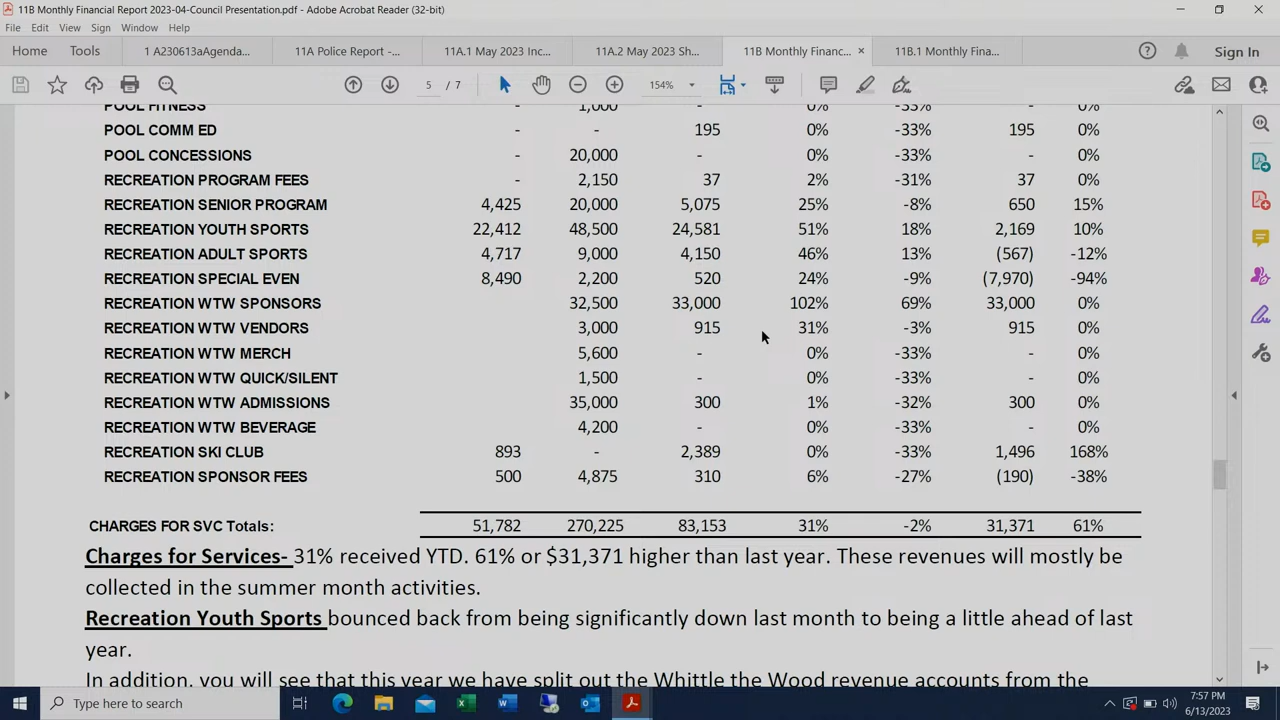 11B Monthly Financial Report 2023-04-Council Presentation.pdf - Adobe Acrobat Reader (32-bit)
File Edit View Sign Window Help
Home Tools 1 A230613aAgenda... 11A Police Report -... 11A.1 May 2023 Inc... 11A.2 May 2023 Sh... 11B Monthly Financ... × 11B.1 Monthly Fina... Sign In
5 / 7 154%
POOL FITNESS - 1,000 - 0% -33% - 0%
POOL COMM ED - - 195 0% -33% 195 0%
POOL CONCESSIONS - 20,000 - 0% -33% - 0%
RECREATION PROGRAM FEES - 2,150 37 2% -31% 37 0%
RECREATION SENIOR PROGRAM 4,425 20,000 5,075 25% -8% 650 15%
RECREATION YOUTH SPORTS 22,412 48,500 24,581 51% 18% 2,169 10%
RECREATION ADULT SPORTS 4,717 9,000 4,150 46% 13% (567) -12%
RECREATION SPECIAL EVEN 8,490 2,200 520 24% -9% (7,970) -94%
RECREATION WTW SPONSORS 32,500 33,000 102% 69% 33,000 0%
RECREATION WTW VENDORS 3,000 915 31% -3% 915 0%
RECREATION WTW MERCH 5,600 - 0% -33% - 0%
RECREATION WTW QUICK/SILENT 1,500 - 0% -33% - 0%
RECREATION WTW ADMISSIONS 35,000 300 1% -32% 300 0%
RECREATION WTW BEVERAGE 4,200 - 0% -33% - 0%
RECREATION SKI CLUB 893 - 2,389 0% -33% 1,496 168%
RECREATION SPONSOR FEES 500 4,875 310 6% -27% (190) -38%
CHARGES FOR SVC Totals: 51,782 270,225 83,153 31% -2% 31,371 61%
Charges for Services- 31% received YTD. 61% or $31,371 higher than last year. These revenues will mostly be
collected in the summer month activities.
Recreation Youth Sports bounced back from being significantly down last month to being a little ahead of last
year.
In addition, you will see that this year we have split out the Whittle the Wood revenue accounts from the
Type here to search
7:57 PM
6/13/2023